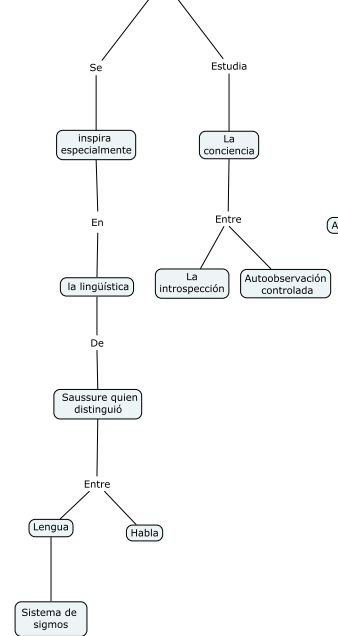 Se
Estudia
inspira
especialmente
La
conciencia
En
Entre
A
la lingüística
La
introspección
Autoobservación
controlada
De
Saussure quien
distinguió
Entre
Lengua
Habla
Sistema de
sigmos